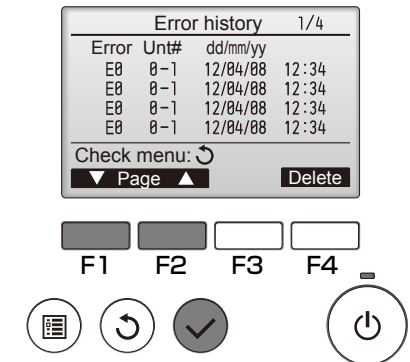 Error history 1/4
Error Unt# dd/mm/yy
E0 0-1 12/04/08 12:34
E0 0-1 12/04/08 12:34
E0 0-1 12/04/08 12:34
E0 0-1 12/04/08 12:34
Check menu:
▼ Page ▲ Delete
F1 F2 F3 F4